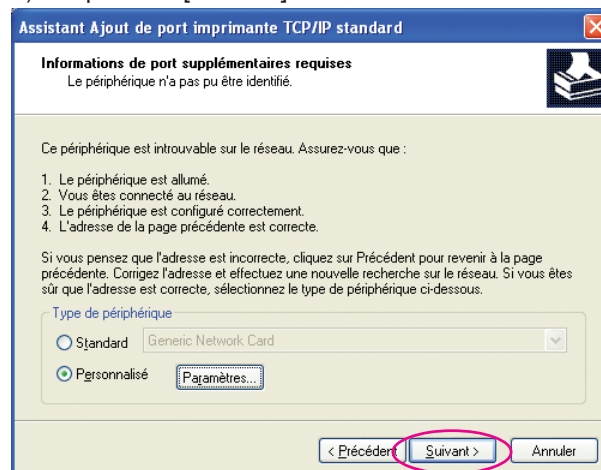 Assistant Ajout de port imprimante TCP/IP standard
Informations de port supplémentaires requises
Le périphérique n'a pas pu être identifié.
Ce périphérique est introuvable sur le réseau. Assurez-vous que :
1. Le périphérique est allumé.
2. Vous êtes connecté au réseau.
3. Le périphérique est configuré correctement.
4. L'adresse de la page précédente est correcte.
Si vous pensez que l'adresse est incorrecte, cliquez sur Précédent pour revenir à la page
précédente. Corrigez l'adresse et effectuez une nouvelle recherche sur le réseau. Si vous êtes
sûr que l'adresse est correcte, sélectionnez le type de périphérique ci-dessous.
Type de périphérique
Standard Generic Network Card
Personnalisé Paramètres...
< Précédent Suivant > Annuler